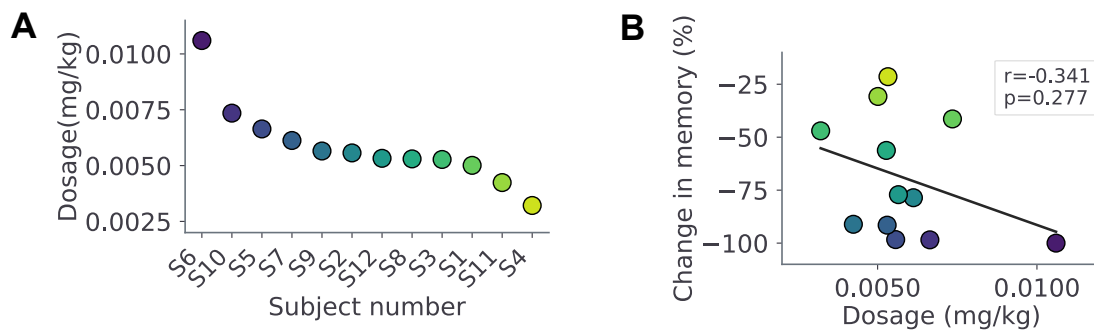 A
Dosage(mg/kg)
0.0100
0.0075
0.0050
0.0025
S6
S10
S5
S7
S9
S2
S12
S8
S3
S1
S11
S4
Subject number
B
Change in memory (%)
−25
−50
−75
−100
r=-0.341
p=0.277
0.0050
0.0100
Dosage (mg/kg)